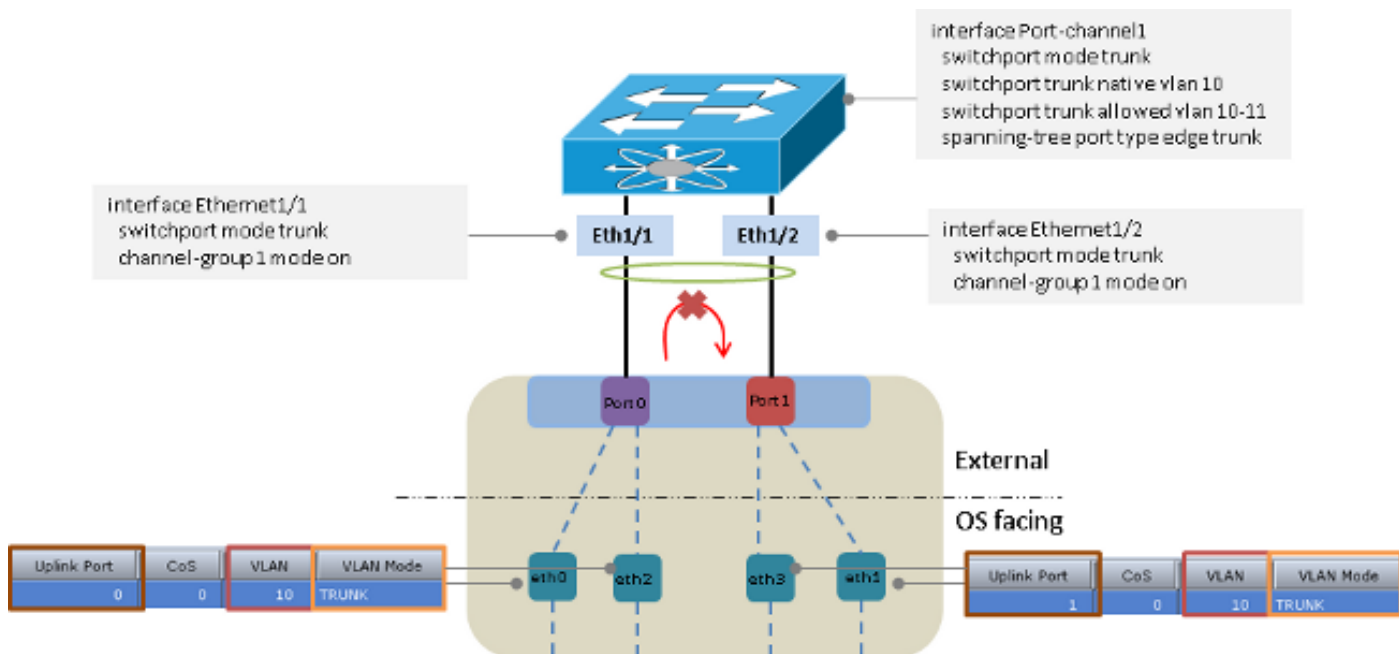 interface Port-channel1
switchport mode trunk
switchport trunk native vlan 10
switchport trunk allowed vlan 10-11
spanning-tree port type edge trunk
interface Ethernet1/1
switchport mode trunk
channel-group 1 mode on
Eth1/1
Eth1/2
interface Ethernet1/2
switchport mode trunk
channel-group 1 mode on
Port 0
Port 1
External
OS facing
Uplink Port CoS VLAN VLAN Mode
0 0 10 TRUNK
eth0
eth2
eth3
eth1
Uplink Port CoS VLAN VLAN Mode
1 0 10 TRUNK